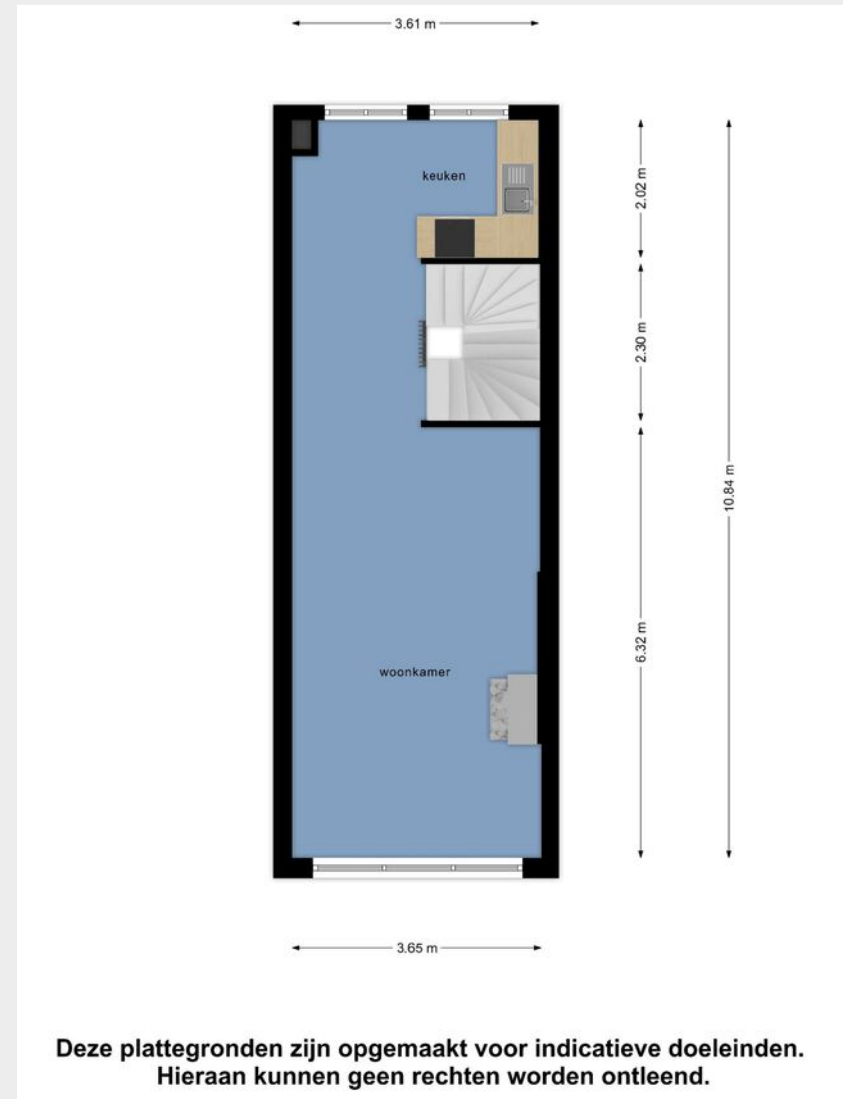 3.61 m
keuken
2.02 m
2.30 m
10.84 m
6.32 m
woonkamer
3.65 m
Deze plattegronden zijn opgemaakt voor indicatieve doeleinden.
Hieraan kunnen geen rechten worden ontleend.